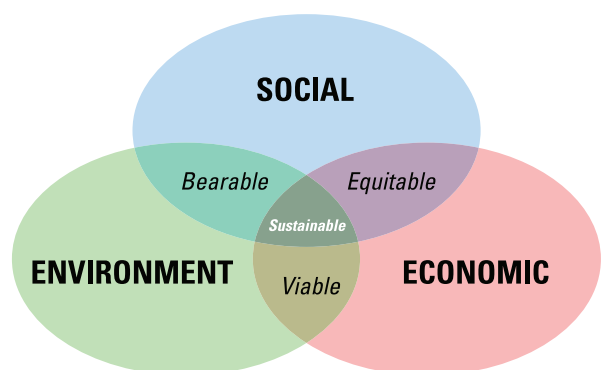 SOCIAL
Bearable
Equitable
Sustainable
ENVIRONMENT
Viable
ECONOMIC